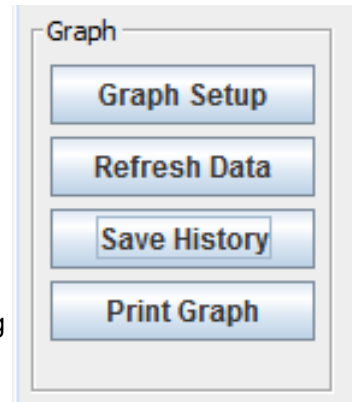 Graph
Graph Setup
Refresh Data
Save History
Print Graph
g